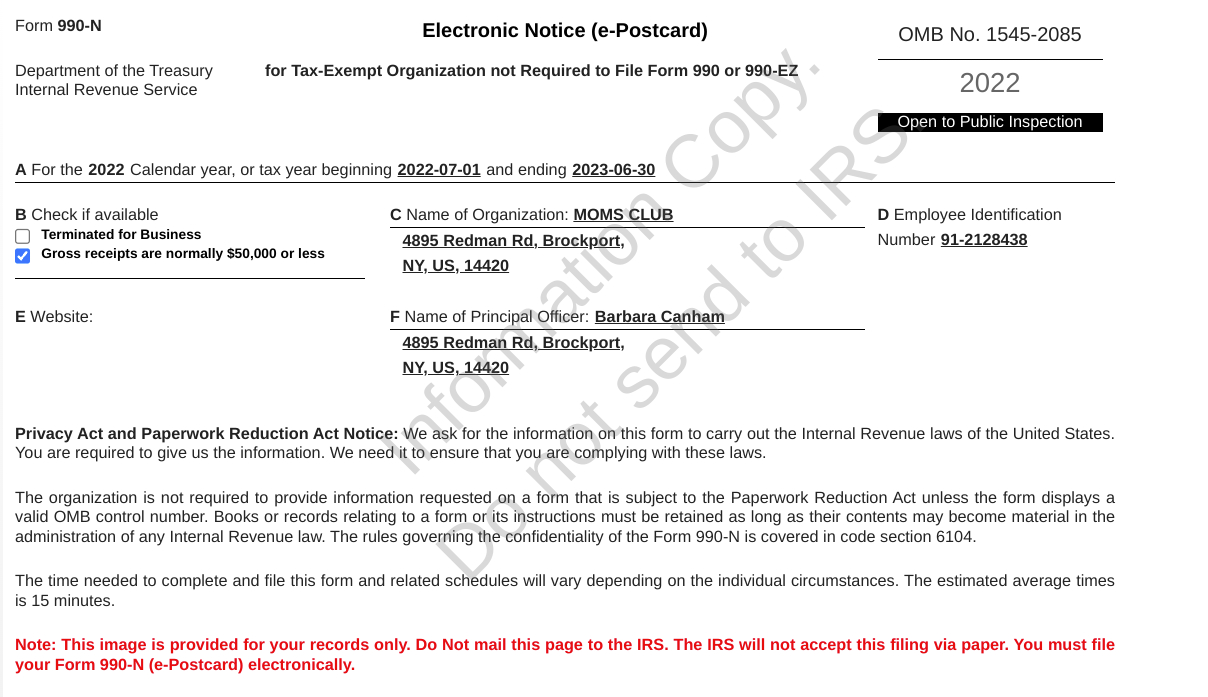 Form 990-N
Electronic Notice (e-Postcard)
OMB No. 1545-2085
Department of the Treasury
Internal Revenue Service
for Tax-Exempt Organization not Required to File Form 990 or 990-EZ
2022
Open to Public Inspection
A For the 2022 Calendar year, or tax year beginning 2022-07-01 and ending 2023-06-30
B Check if available
Terminated for Business
Gross receipts are normally $50,000 or less
C Name of Organization: MOMS CLUB
4895 Redman Rd, Brockport,
NY, US, 14420
D Employee Identification
Number 91-2128438
E Website:
F Name of Principal Officer: Barbara Canham
4895 Redman Rd, Brockport,
NY, US, 14420
Privacy Act and Paperwork Reduction Act Notice: We ask for the information on this form to carry out the Internal Revenue laws of the United States.
You are required to give us the information. We need it to ensure that you are complying with these laws.
The organization is not required to provide information requested on a form that is subject to the Paperwork Reduction Act unless the form displays a
valid OMB control number. Books or records relating to a form or its instructions must be retained as long as their contents may become material in the
administration of any Internal Revenue law. The rules governing the confidentiality of the Form 990-N is covered in code section 6104.
The time needed to complete and file this form and related schedules will vary depending on the individual circumstances. The estimated average times
is 15 minutes.
Note: This image is provided for your records only. Do Not mail this page to the IRS. The IRS will not accept this filing via paper. You must file
your Form 990-N (e-Postcard) electronically.
Information Copy.
Do not send to IRS.